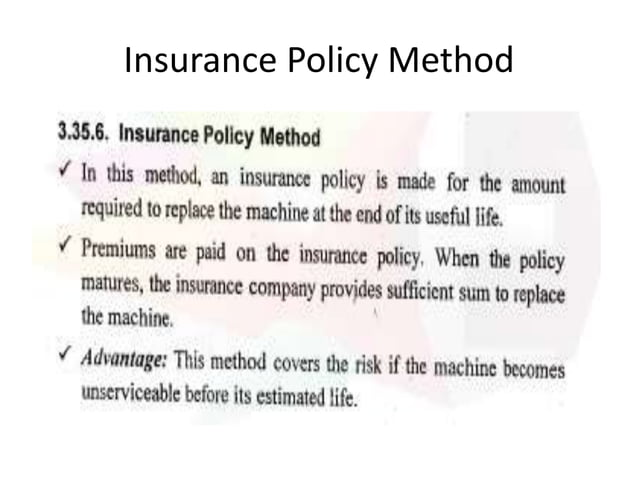 Insurance Policy Method
3.35.6. Insurance Policy Method
✓ In this method, an insurance policy is made for the amount
required to replace the machine at the end of its useful life.
✓ Premiums are paid on the insurance policy. When the policy
matures, the insurance company provides sufficient sum to replace
the machine.
✓ Advantage: This method covers the risk if the machine becomes
unserviceable before its estimated life.